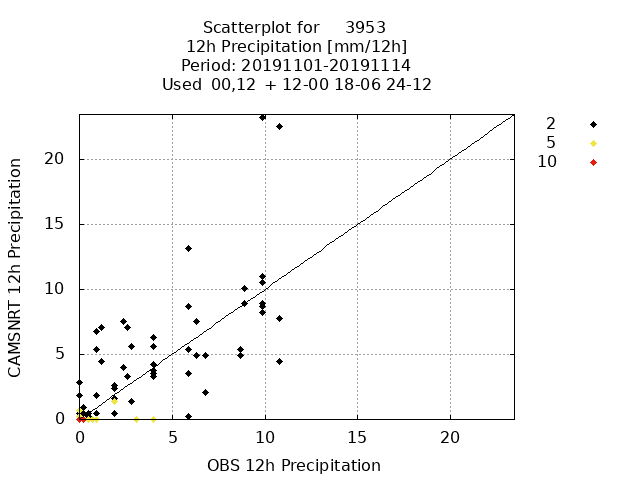 Scatterplot for 3953
12h Precipitation [mm/12h]
Period: 20191101-20191114
Used 00,12 + 12-00 18-06 24-12
2
5
10
CAMSNRT 12h Precipitation
20
15
10
5
0
0 5 10 15 20
OBS 12h Precipitation